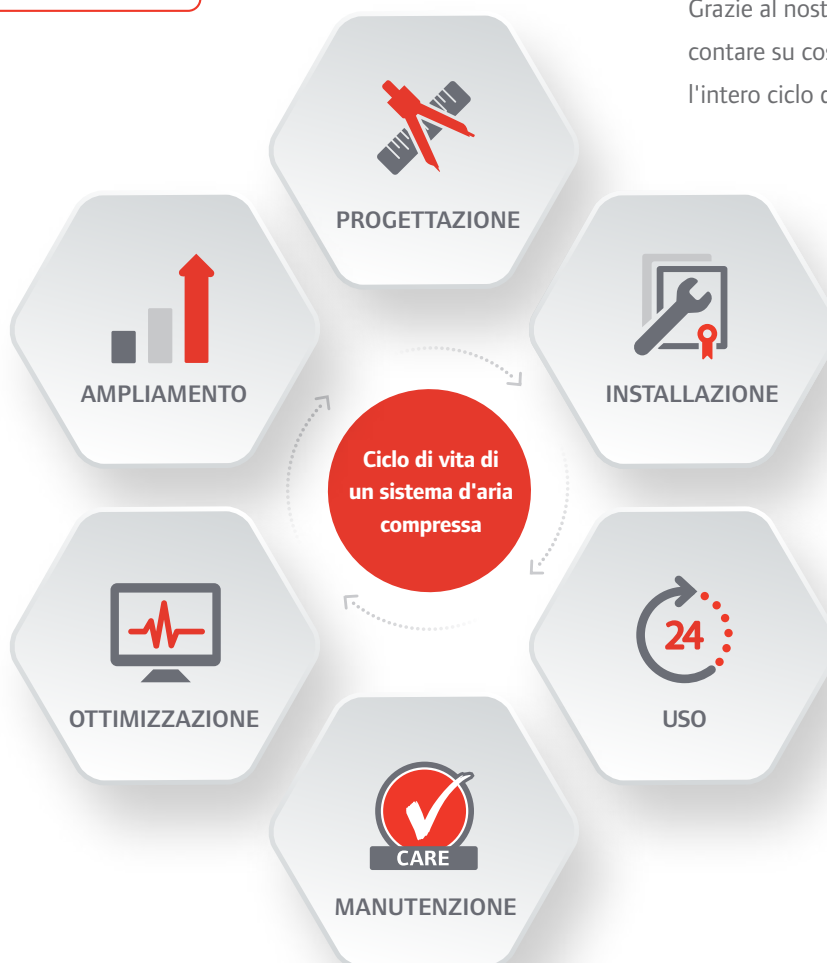 Grazie al nost
contare su cos
l'intero ciclo d
PROGETTAZIONE
AMPLIAMENTO
INSTALLAZIONE
Ciclo di vita di
un sistema d'aria
compressa
OTTIMIZZAZIONE
24
USO
CARE
MANUTENZIONE